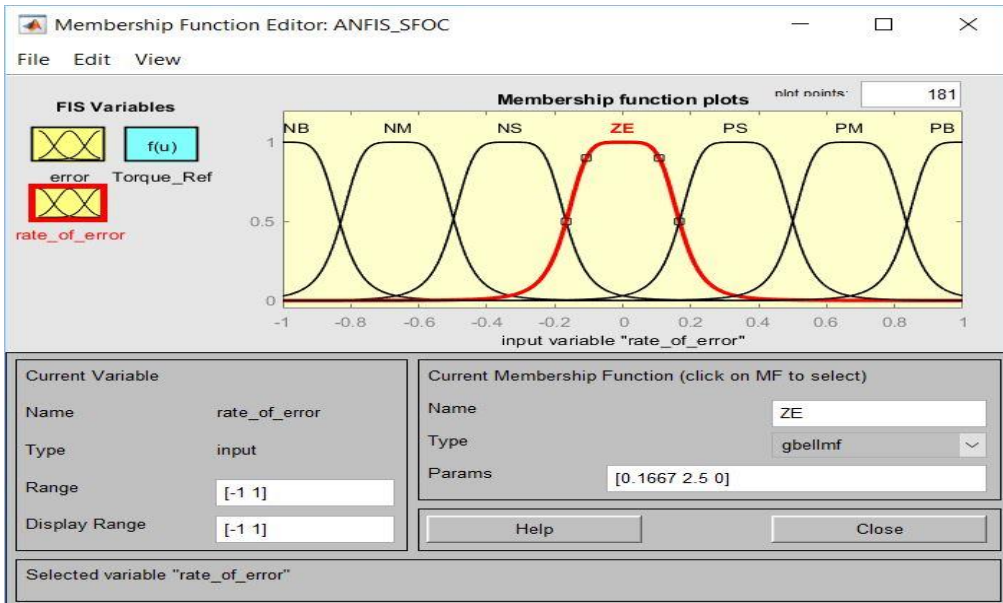 Membership Function Editor: ANFIS_SFOC
File Edit View
FIS Variables
f(u)
error Torque_Ref
rate_of_error
Membership function plots
plot points: 181
NB NM NS ZE PS PM PB
1
0.5
0
-1 -0.8 -0.6 -0.4 -0.2 0 0.2 0.4 0.6 0.8 1
input variable "rate_of_error"
Current Variable
Name rate_of_error
Type input
Range [-1 1]
Display Range [-1 1]
Current Membership Function (click on MF to select)
Name ZE
Type gbellmf
Params [0.1667 2.5 0]
Help Close
Selected variable "rate_of_error"